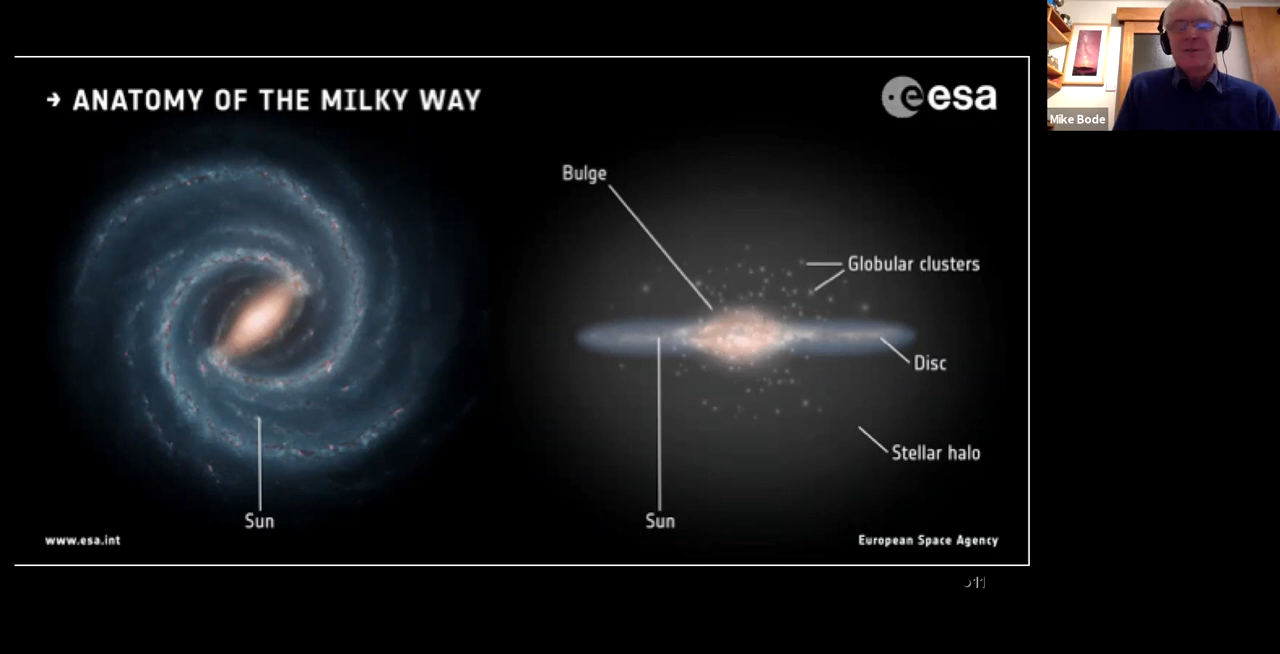 → ANATOMY OF THE MILKY WAY
esa
Bulge
Globular clusters
Disc
Stellar halo
Sun
Sun
www.esa.int
European Space Agency
Mike Bode